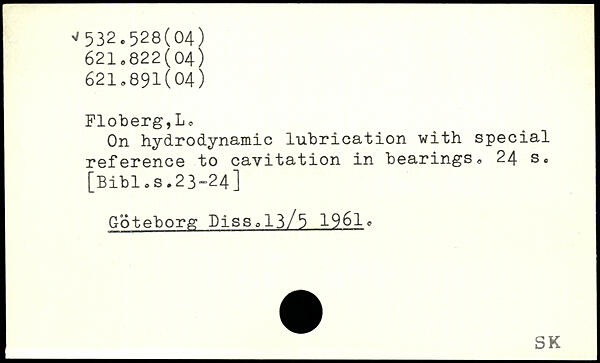 ✓532.528(04)
621.822(04)
621.891(04)
Floberg,L.
On hydrodynamic lubrication with special
reference to cavitation in bearings. 24 s.
[Bibl.s.23-24]
Göteborg Diss.13/5 1961.
SK